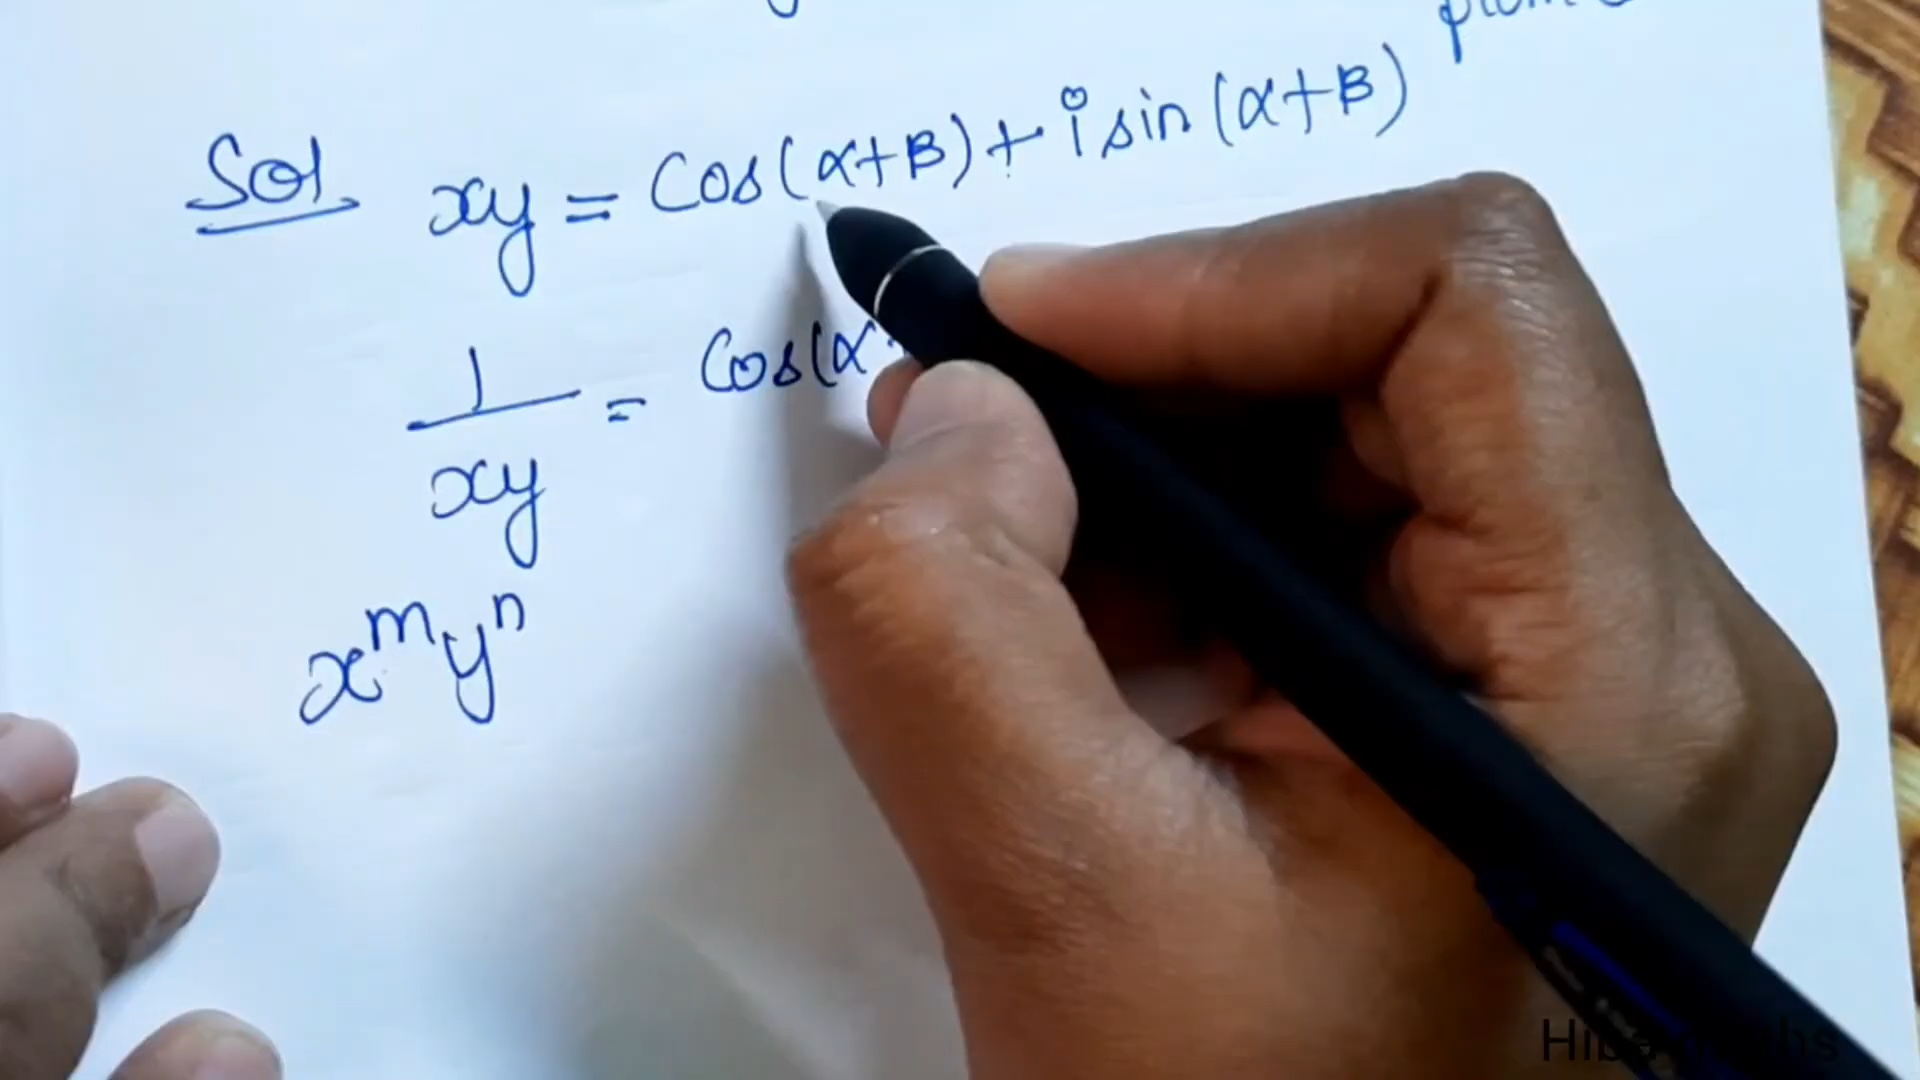 Sol xy = Cos(α+β) + i sin(α+β)
1/xy = Cos(α
x^m y^n